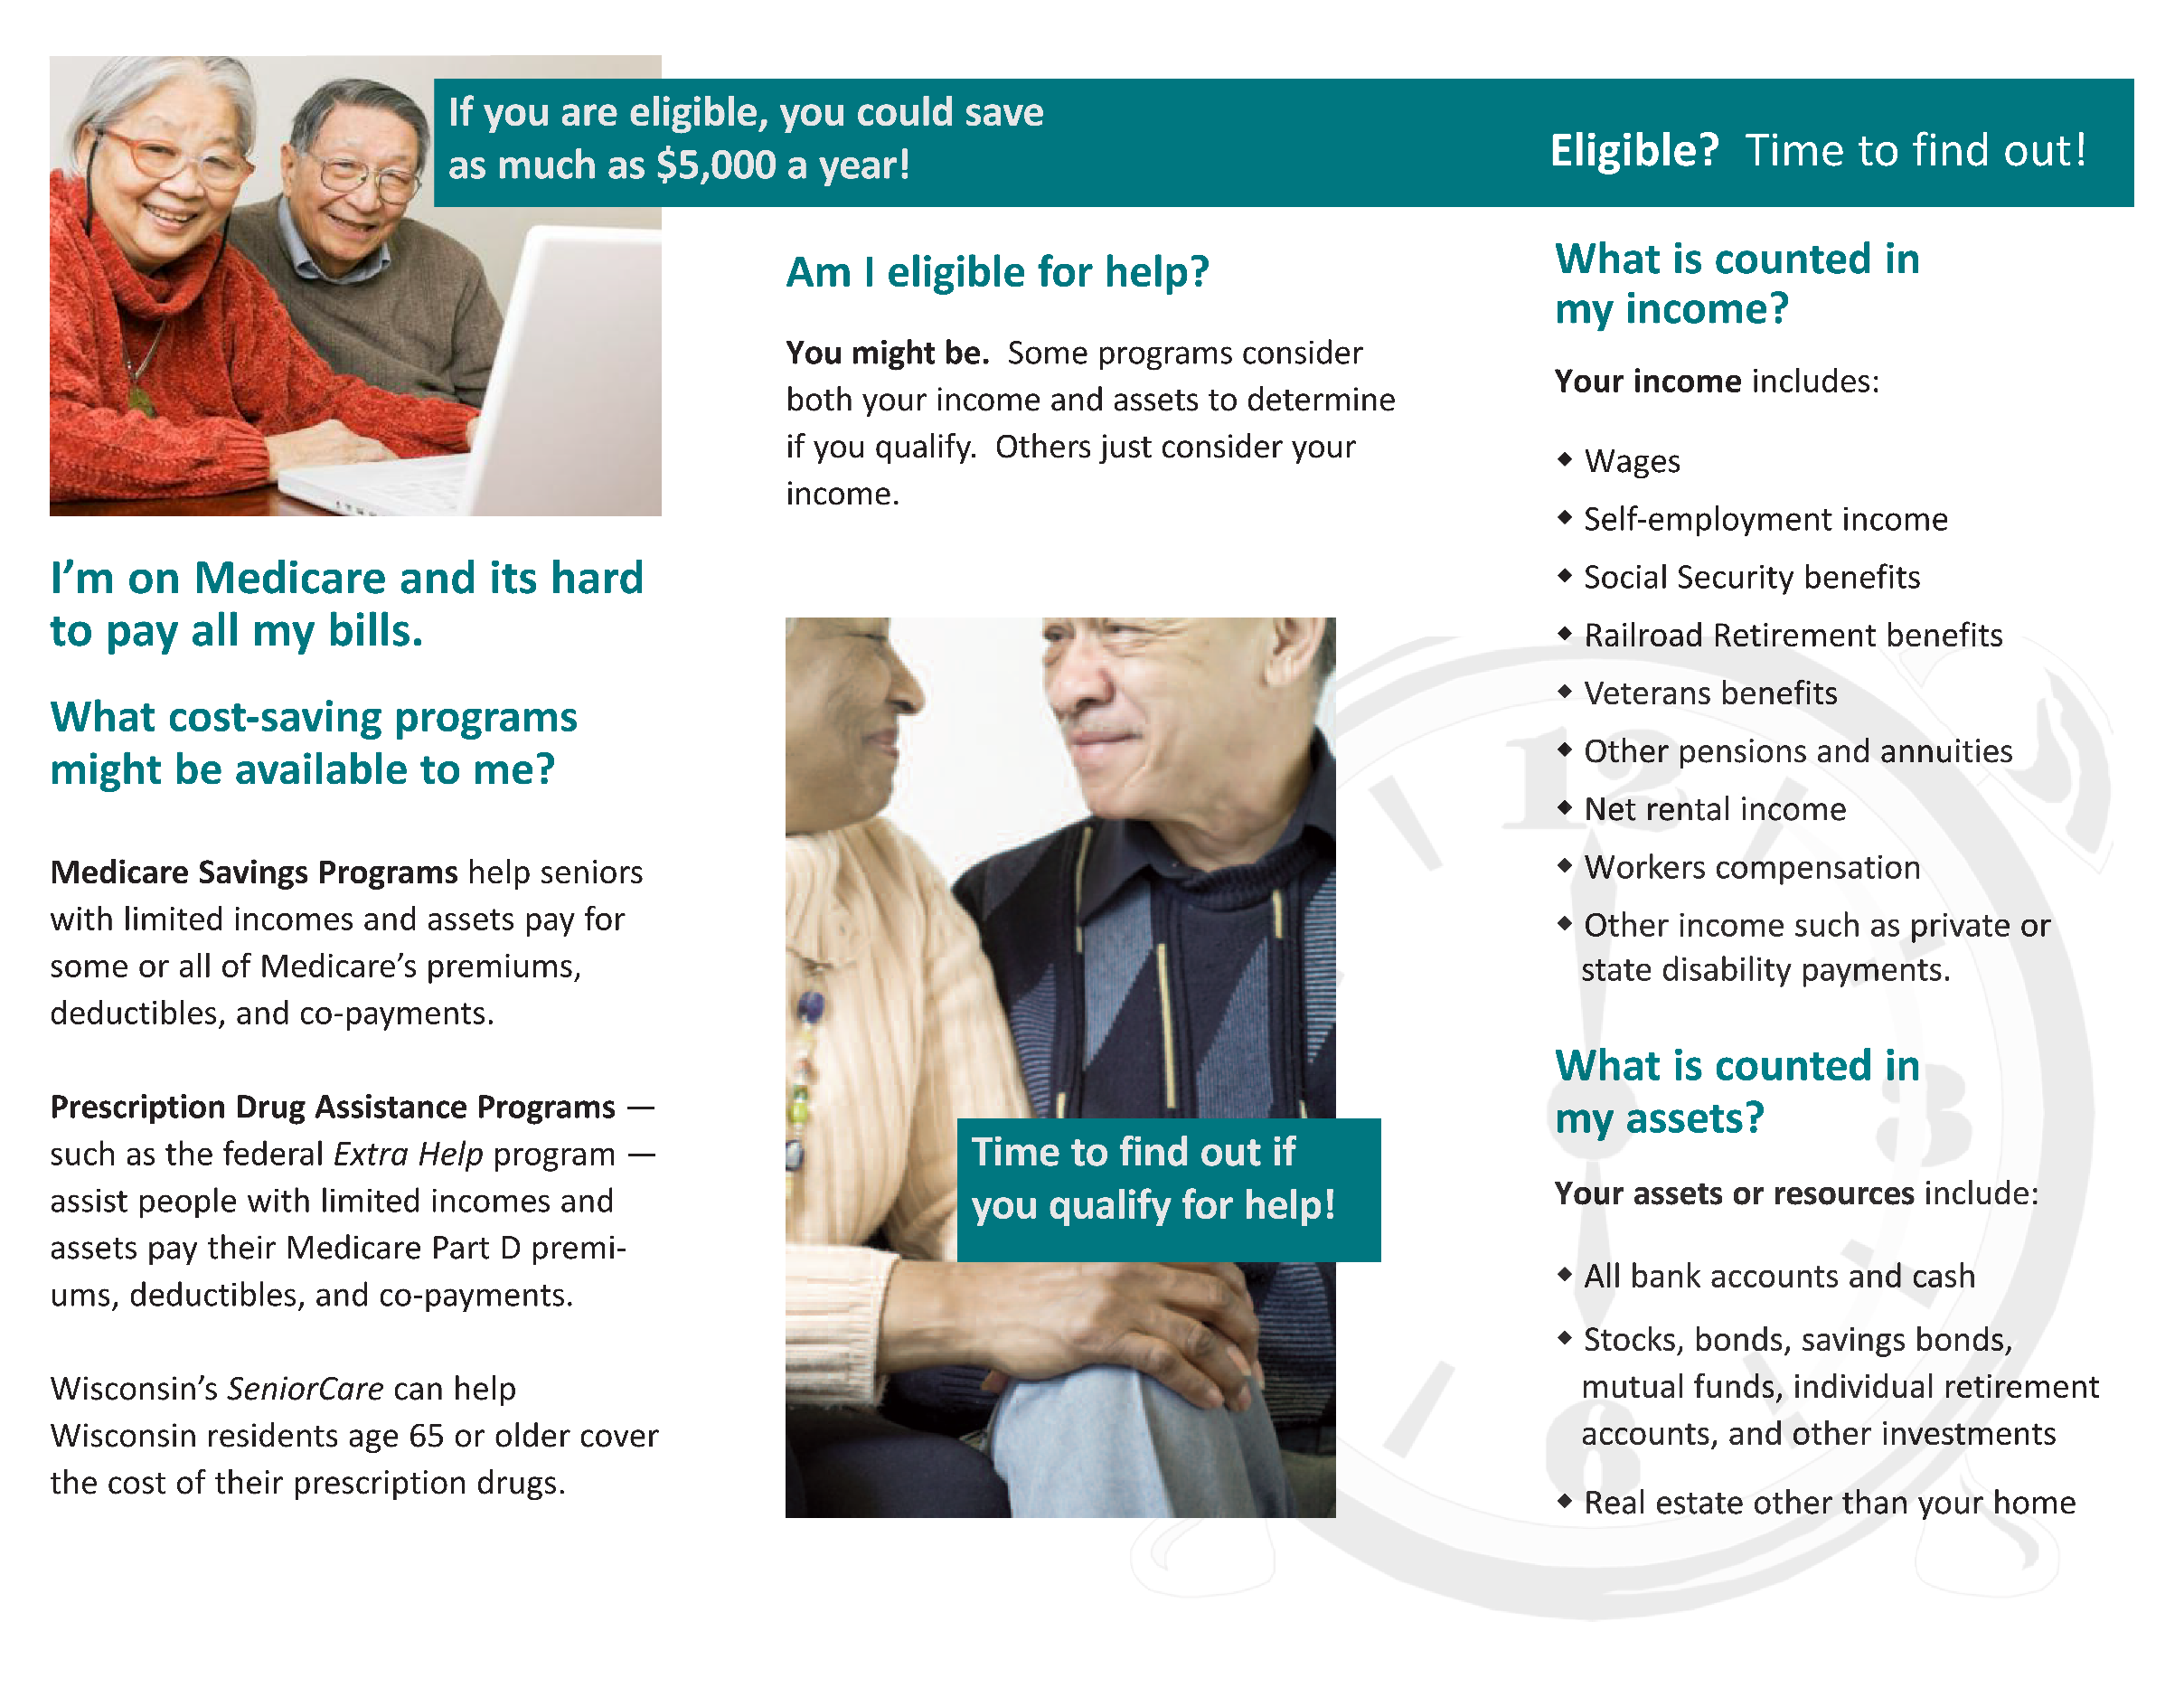 If you are eligible, you could save
as much as $5,000 a year!
Eligible? Time to find out!
I’m on Medicare and its hard
to pay all my bills.
What cost-saving programs
might be available to me?
Medicare Savings Programs help seniors
with limited incomes and assets pay for
some or all of Medicare’s premiums,
deductibles, and co-payments.
Prescription Drug Assistance Programs —
such as the federal Extra Help program —
assist people with limited incomes and
assets pay their Medicare Part D premi-
ums, deductibles, and co-payments.
Wisconsin’s SeniorCare can help
Wisconsin residents age 65 or older cover
the cost of their prescription drugs.
Am I eligible for help?
You might be. Some programs consider
both your income and assets to determine
if you qualify. Others just consider your
income.
Time to find out if
you qualify for help!
What is counted in
my income?
Your income includes:
◆ Wages
◆ Self-employment income
◆ Social Security benefits
◆ Railroad Retirement benefits
◆ Veterans benefits
◆ Other pensions and annuities
◆ Net rental income
◆ Workers compensation
◆ Other income such as private or
state disability payments.
What is counted in
my assets?
Your assets or resources include:
◆ All bank accounts and cash
◆ Stocks, bonds, savings bonds,
mutual funds, individual retirement
accounts, and other investments
◆ Real estate other than your home
12
3
6